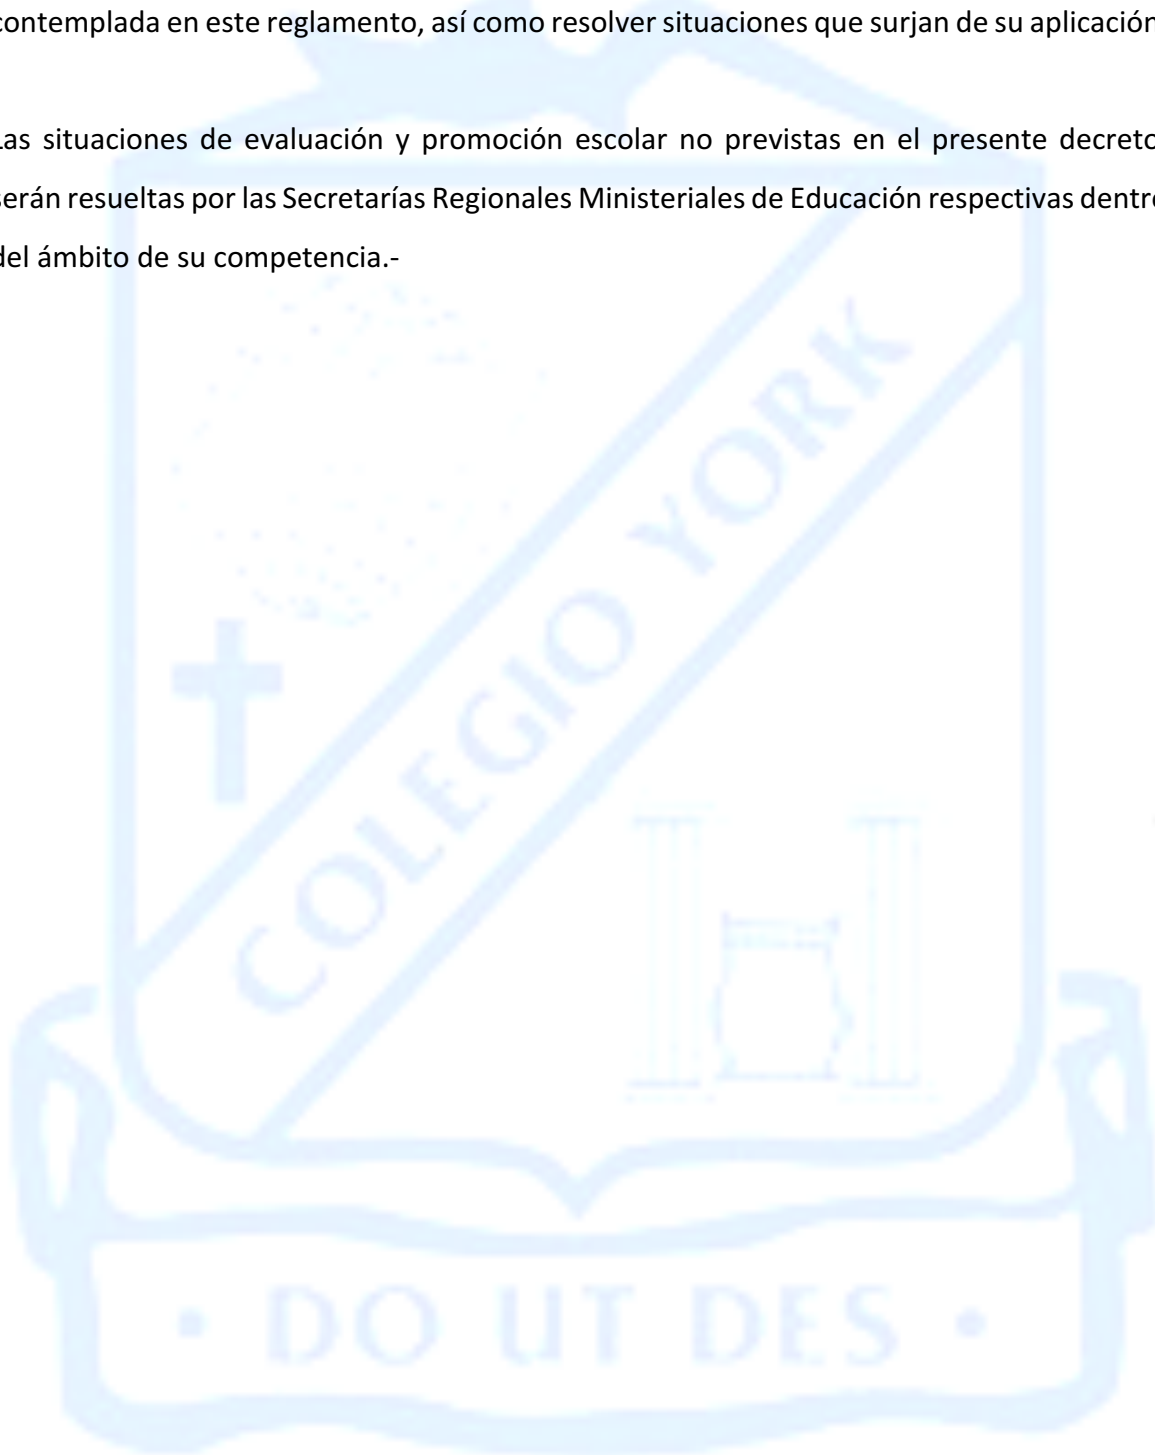 contemplada en este reglamento, así como resolver situaciones que surjan de su aplicación
Las situaciones de evaluación y promoción escolar no previstas en el presente decreto
serán resueltas por las Secretarías Regionales Ministeriales de Educación respectivas dentro
del ámbito de su competencia.-
COLEGIO YORK
• DO UT DES •